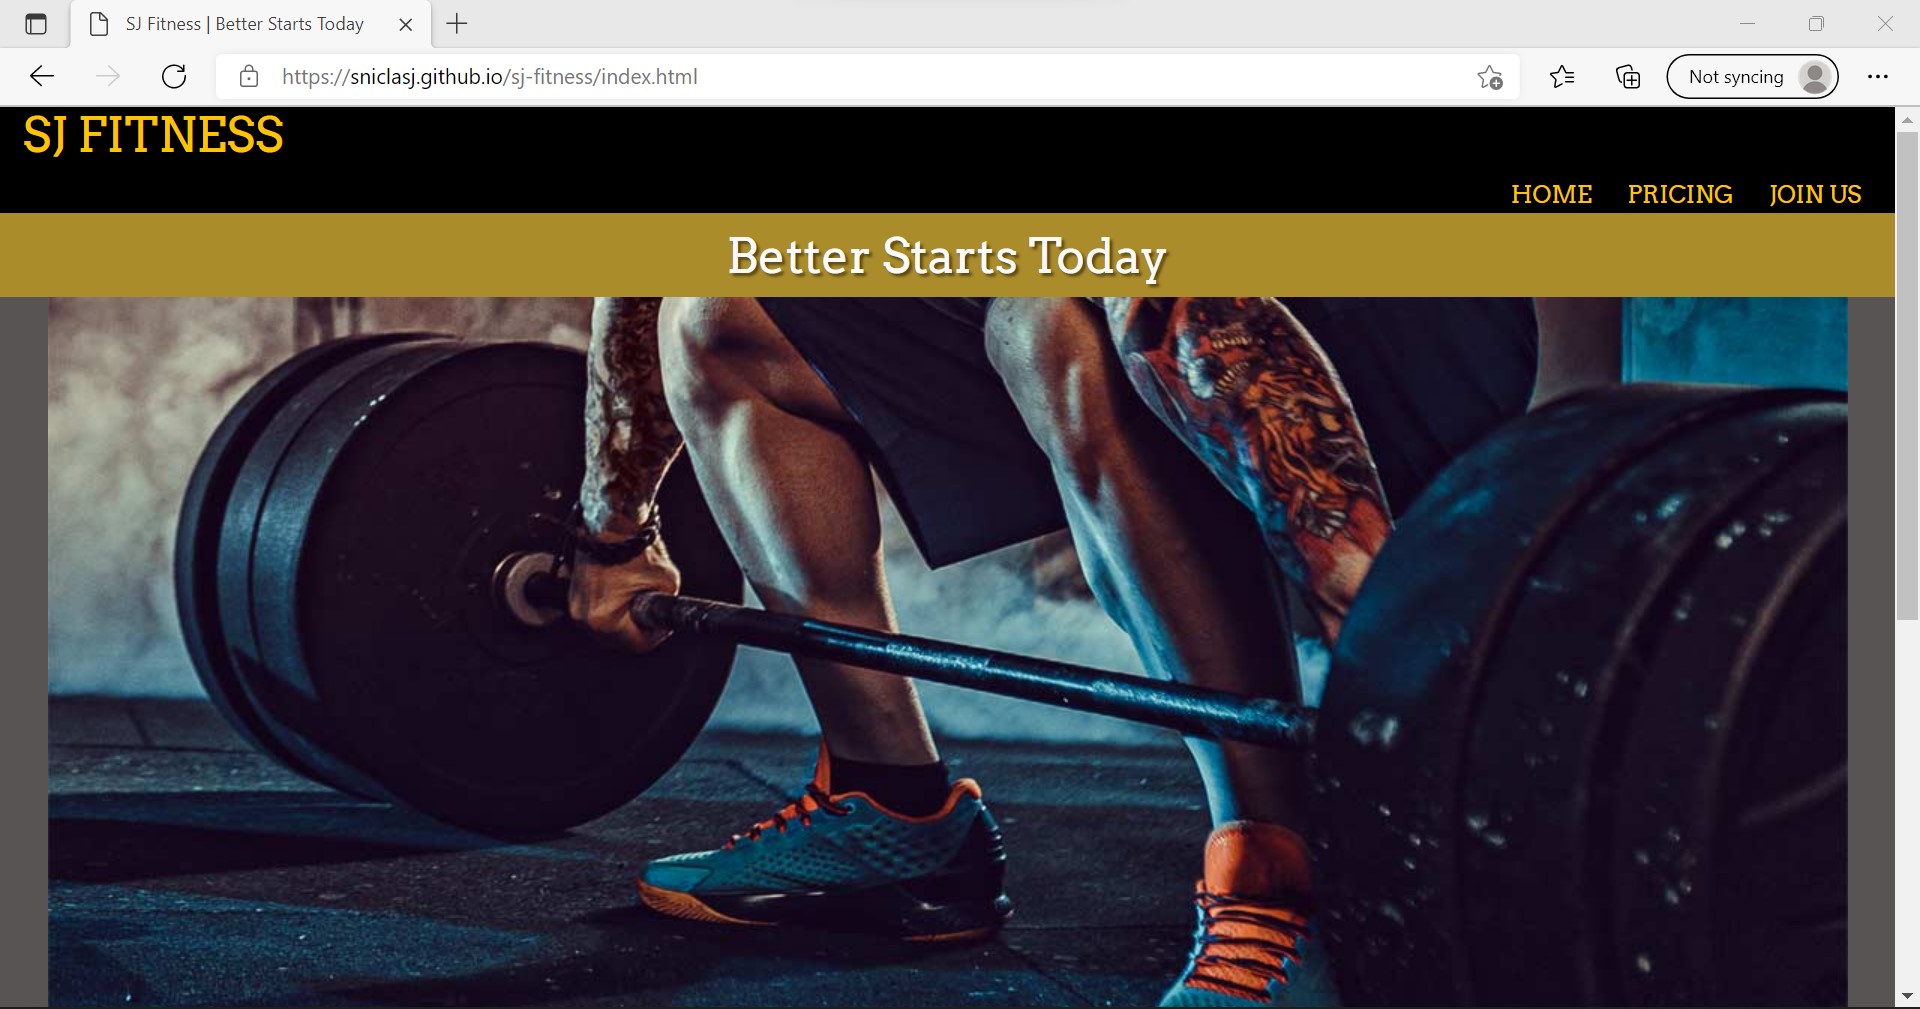 SJ Fitness | Better Starts Today
https://sniclasj.github.io/sj-fitness/index.html
Not syncing
SJ FITNESS
HOME PRICING JOIN US
Better Starts Today